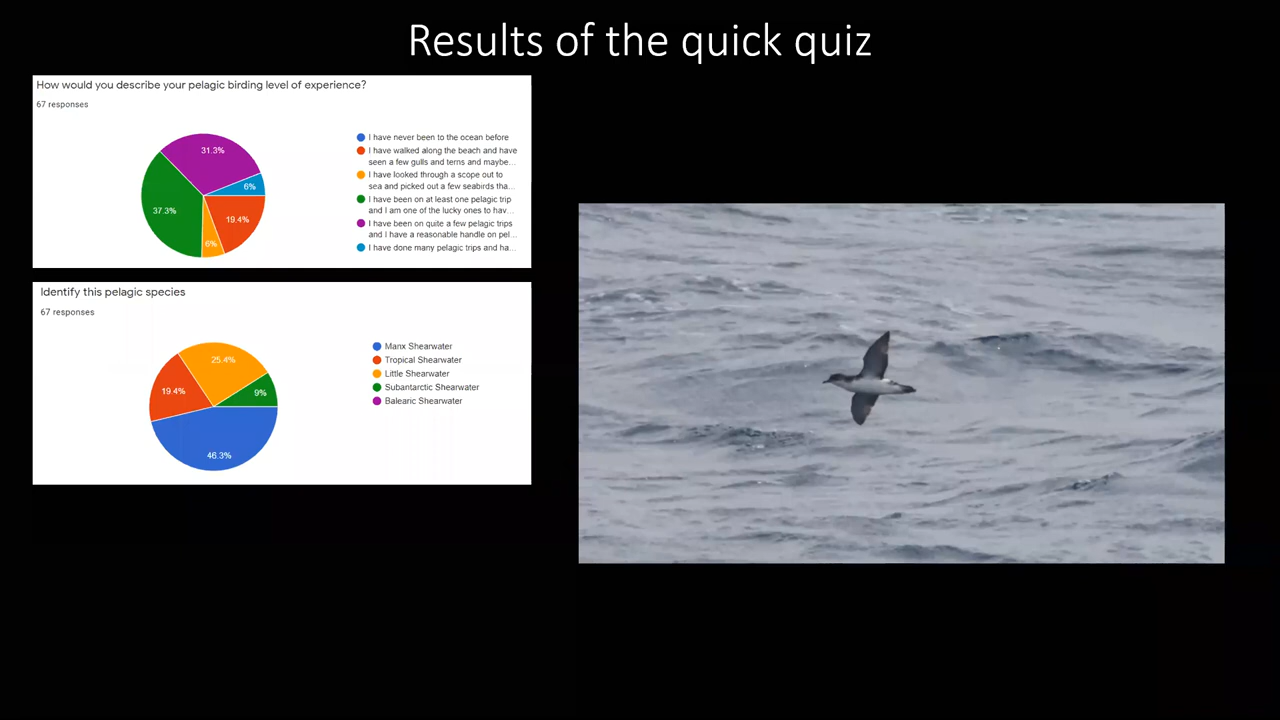 Results of the quick quiz
How would you describe your pelagic birding level of experience?
67 responses
31.3%
6%
37.3%
19.4%
6%
I have never been to the ocean before
I have walked along the beach and have
seen a few gulls and terns and maybe...
I have looked through a scope out to
sea and picked out a few seabirds tha...
I have been on at least one pelagic trip
and I am one of the lucky ones to hav...
I have been on quite a few pelagic trips
and I have a reasonable handle on pel...
I have done many pelagic trips and ha...
Identify this pelagic species
67 responses
25.4%
19.4%
9%
46.3%
Manx Shearwater
Tropical Shearwater
Little Shearwater
Subantarctic Shearwater
Balearic Shearwater